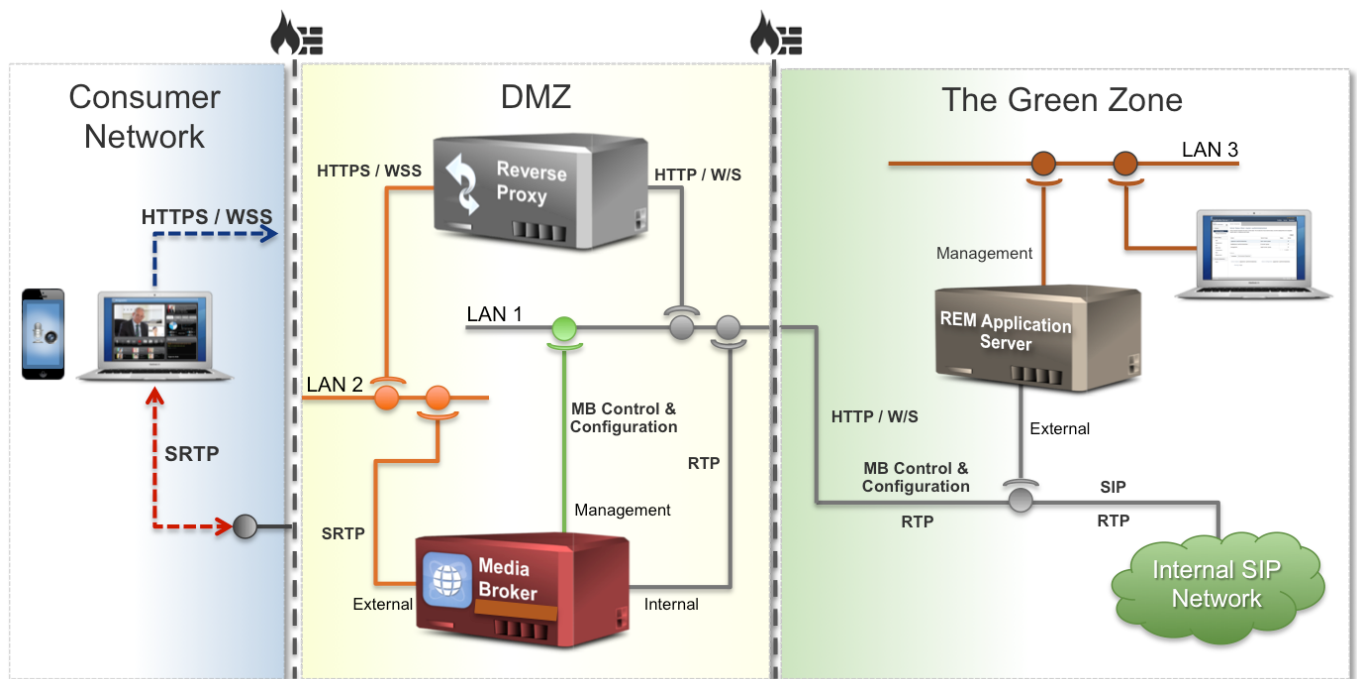 Consumer
Network
DMZ
The Green Zone
HTTPS / WSS
SRTP
HTTPS / WSS
Reverse
Proxy
HTTP / W/S
LAN 1
LAN 2
MB Control &
Configuration
RTP
Management
SRTP
External
Media
Broker
Internal
LAN 3
Management
REM Application
Server
External
HTTP / W/S
MB Control &
Configuration
RTP
SIP
RTP
Internal SIP
Network